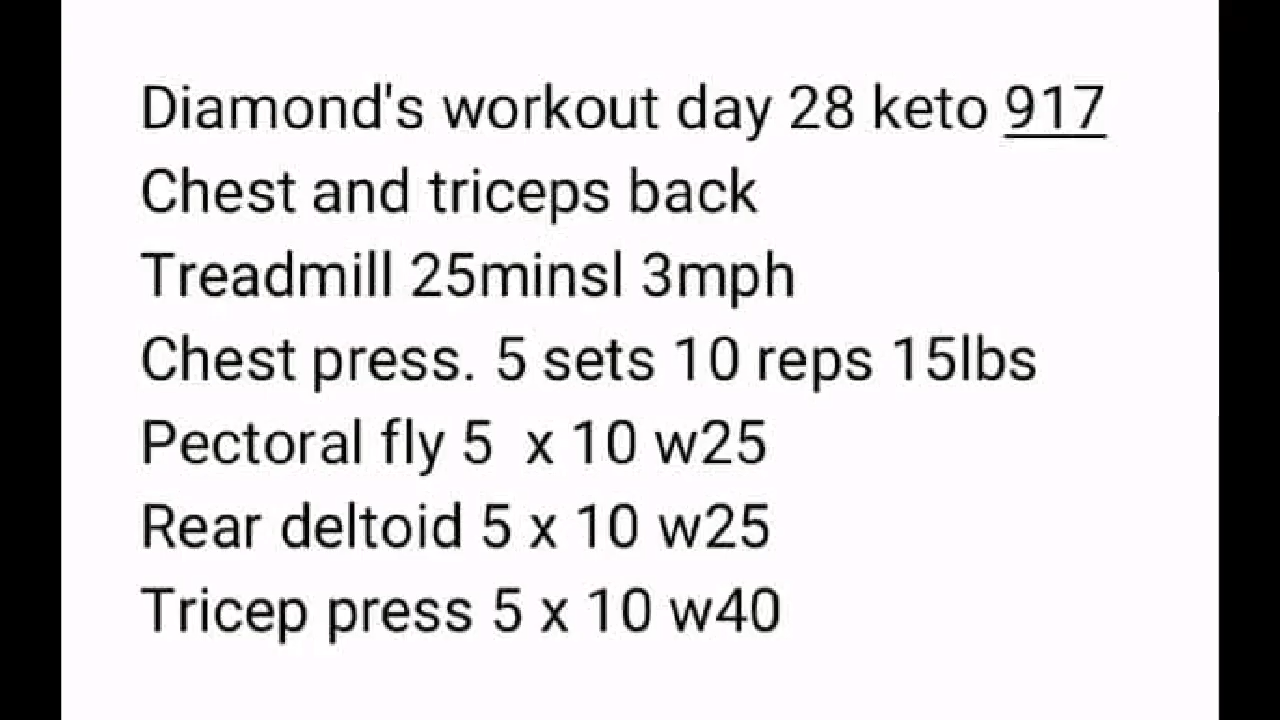 Diamond's workout day 28 keto 917
Chest and triceps back
Treadmill 25minsl 3mph
Chest press. 5 sets 10 reps 15lbs
Pectoral fly 5  x 10 w25
Rear deltoid 5 x 10 w25
Tricep press 5 x 10 w40